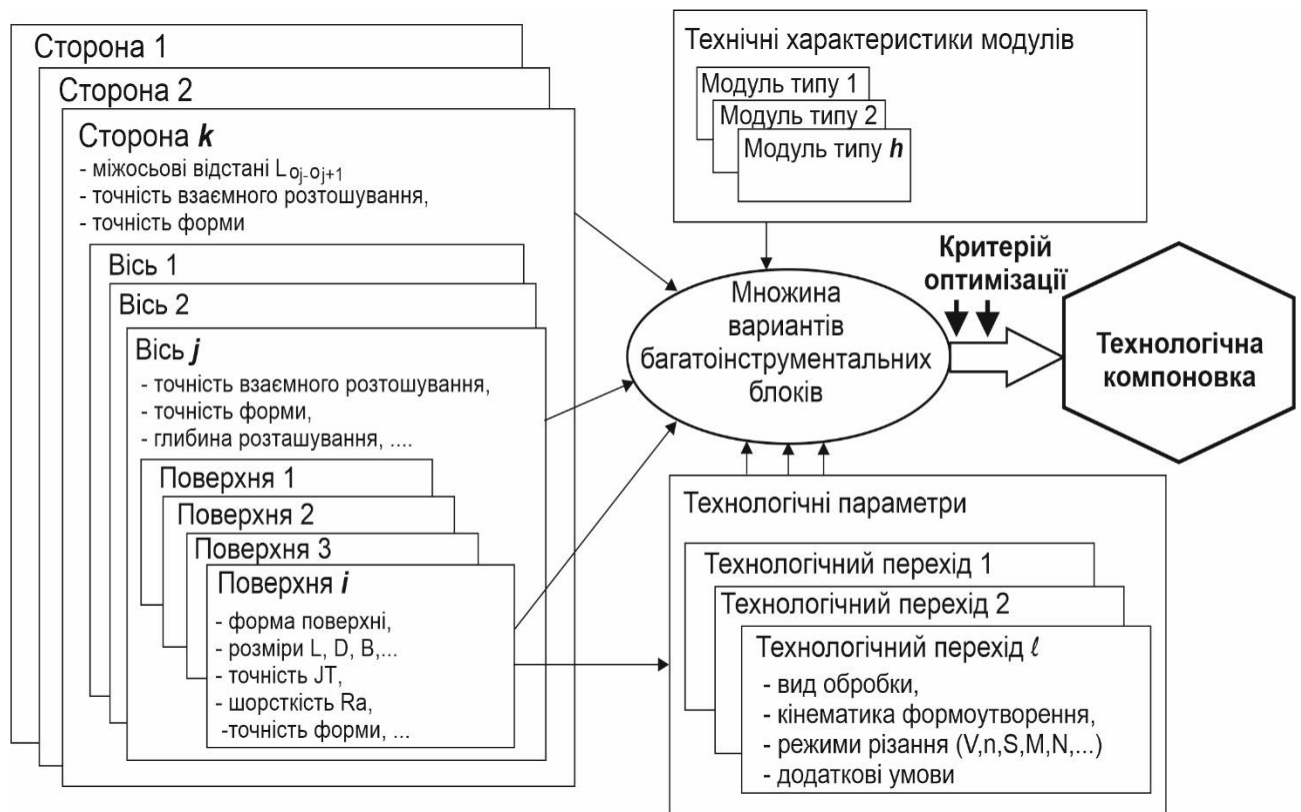 Сторона 1
Сторона 2
Сторона k
- міжосьові відстані L oj-oj+1
- точність взаємного розтошування,
- точність форми
Вісь 1
Вісь 2
Вісь j
- точність взаємного розтошування,
- точність форми,
- глибина розташування, ....
Поверхня 1
Поверхня 2
Поверхня 3
Поверхня i
- форма поверхні,
- розміри L, D, B,...
- точність JT,
- шорсткість Ra,
-точність форми, ...
Технічні характеристики модулів
Модуль типу 1
Модуль типу 2
Модуль типу h
Множина
вариантів
багатоінструментальних
блоків
Критерій
оптимізації
Технологічна
компоновка
Технологічні параметри
Технологічний перехід 1
Технологічний перехід 2
Технологічний перехід ℓ
- вид обробки,
- кінематика формоутворення,
- режими різання (V,n,S,M,N,...)
- додаткові умови